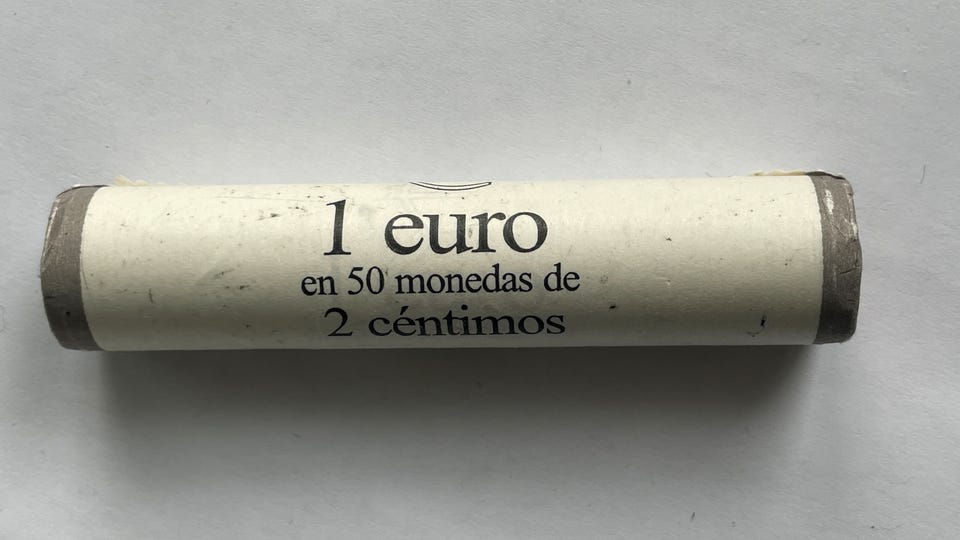 1 euro
en 50 monedas de
2 céntimos